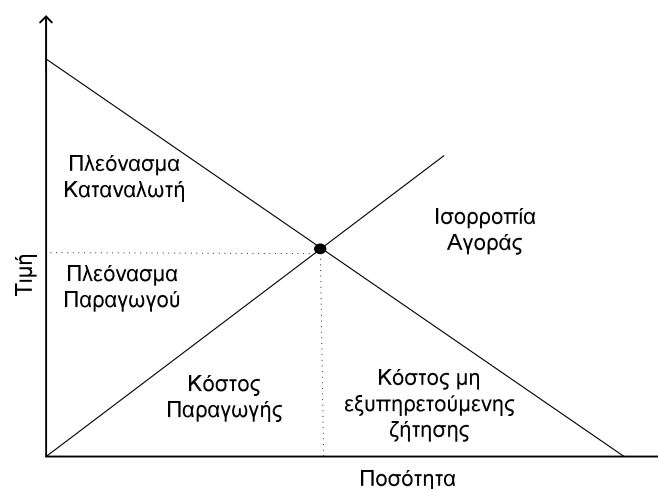 Πλεόνασμα
Καταναλωτή
Ισορροπία
Αγοράς
Τιμή
Πλεόνασμα
Παραγωγού
Κόστος
Παραγωγής
Κόστος μη
εξυπηρετούμενης
ζήτησης
Ποσότητα